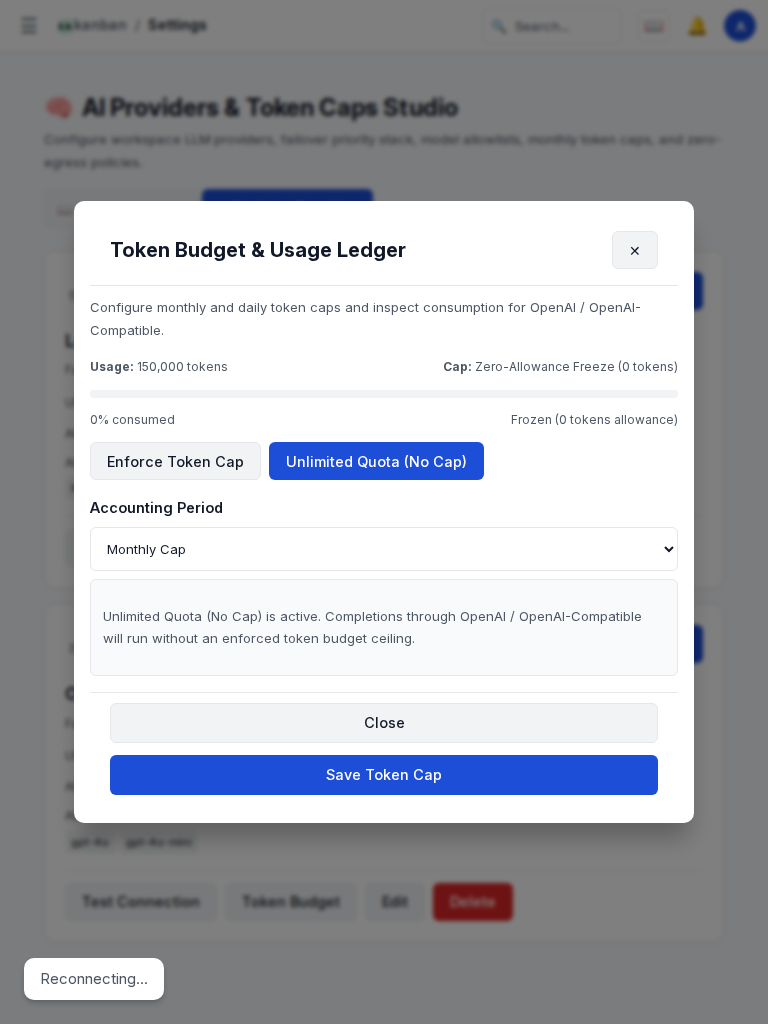 kanban / Settings
Search...
A
AI Providers & Token Caps Studio
Configure workspace LLM providers, failover priority stack, model allowlists, monthly token caps, and zero-
egress policies.
Token Budget & Usage Ledger
×
Configure monthly and daily token caps and inspect consumption for OpenAI / OpenAI-
Compatible.
Usage: 150,000 tokens
Cap: Zero-Allowance Freeze (0 tokens)
0% consumed
Frozen (0 tokens allowance)
Enforce Token Cap
Unlimited Quota (No Cap)
Accounting Period
Monthly Cap
Unlimited Quota (No Cap) is active. Completions through OpenAI / OpenAI-Compatible
will run without an enforced token budget ceiling.
Close
Save Token Cap
gpt-4o gpt-4o-mini
Test Connection
Token Budget
Edit
Delete
Reconnecting...